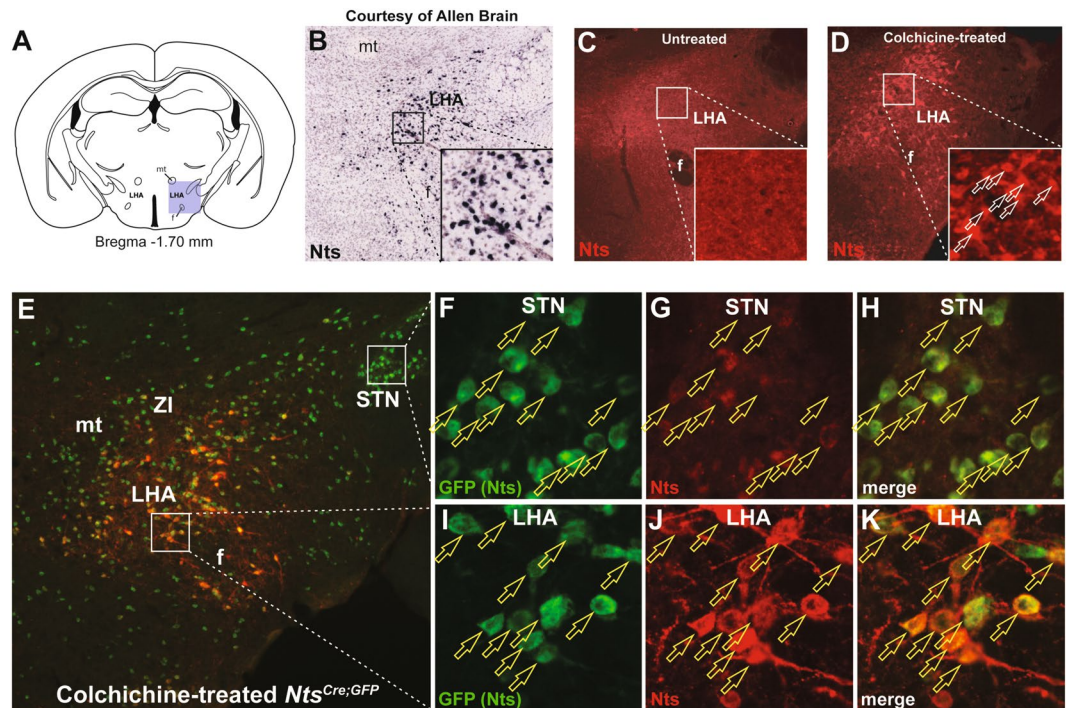 Courtesy of Allen Brain
A
mt
LHA
LHA
f
Bregma -1.70 mm
B
mt
LHA
f
Nts
C
Untreated
LHA
f
Nts
D
Colchicine-treated
LHA
f
Nts
E
ZI
mt
STN
LHA
f
Colchichine-treated Nts^Cre;GFP
F
STN
GFP (Nts)
G
STN
Nts
H
STN
merge
I
LHA
GFP (Nts)
J
LHA
Nts
K
LHA
merge